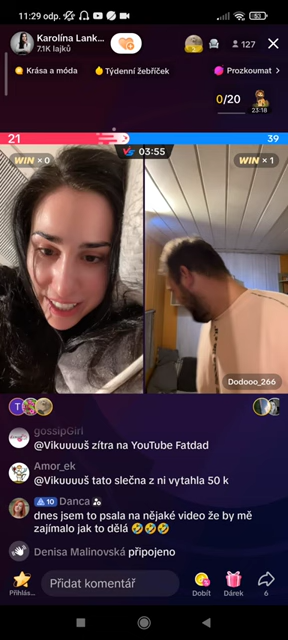 11:29 odp.
53
Karolína Lank...
7.1K lajků
127
Krása a móda
Týdenní žebříček
Prozkoumat >
0/20
23:18
21
39
WIN × 0
03:55
WIN × 1
Dodooo_266
T
gossipGirl
@Vikuuuuš zítra na YouTube Fatdad
Amor_ek
@Vikuuuuš tato slečna z ni vytahla 50 k
10 Danca
dnes jsem to psala na nějaké video že by mě
zajímalo jak to dělá 🤣🤣🤣
Denisa Malinovská připojeno
Přidat komentář
Přihlás...
Dobít
Dárek
6